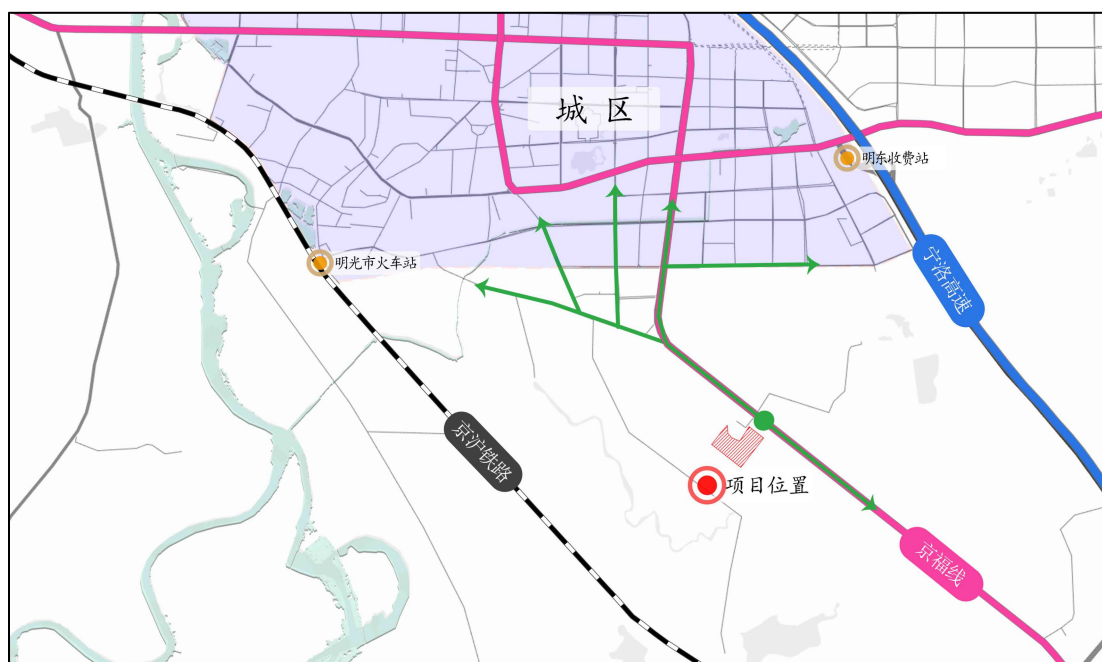 城区
明东收费站
明光市火车站
宁洛高速
京沪铁路
项目位置
京福线